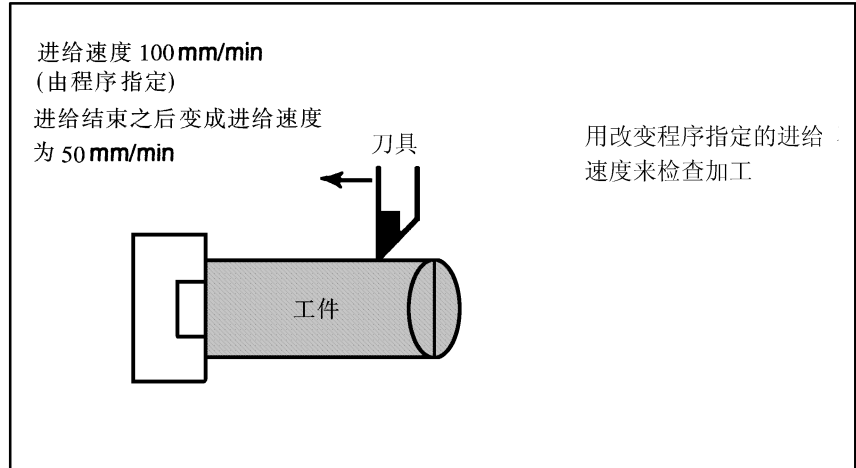 进给速度 100 mm/min
(由程序指定)
进给结束之后变成进给速度
为 50 mm/min
刀具
用改变程序指定的进给
速度来检查加工
工件